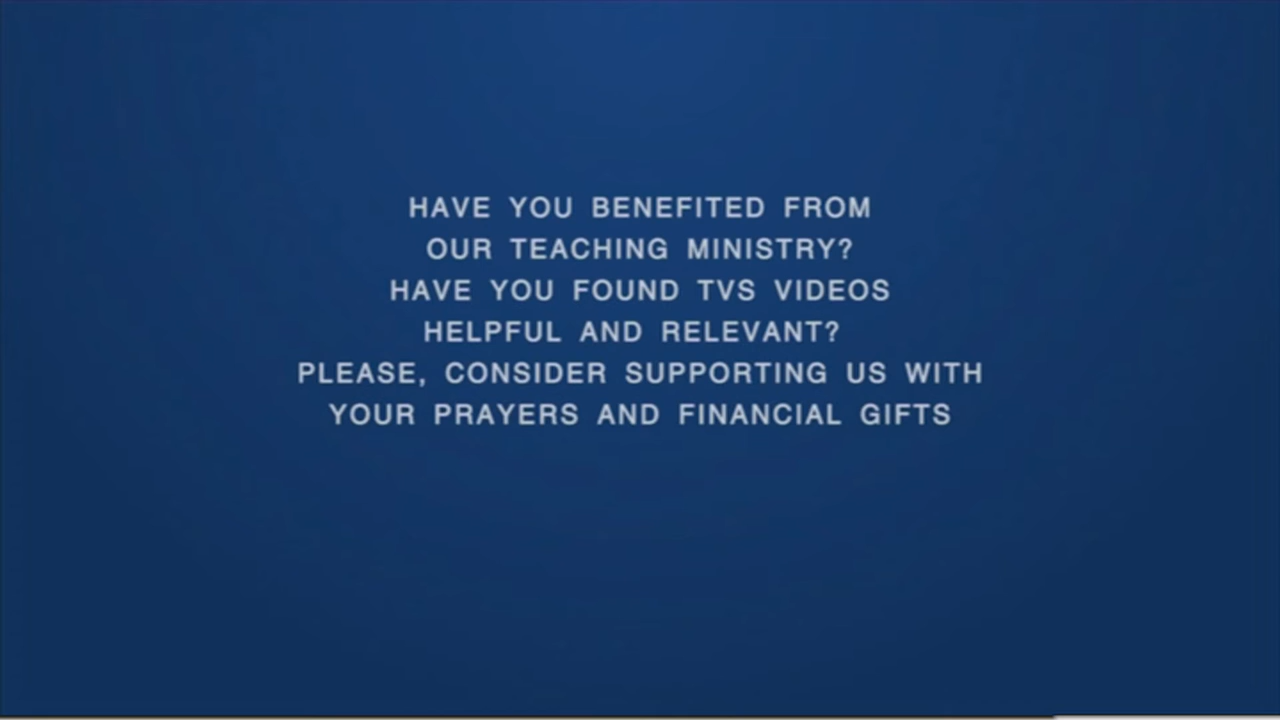 HAVE YOU BENEFITED FROM
OUR TEACHING MINISTRY?
HAVE YOU FOUND TVS VIDEOS
HELPFUL AND RELEVANT?
PLEASE, CONSIDER SUPPORTING US WITH
YOUR PRAYERS AND FINANCIAL GIFTS